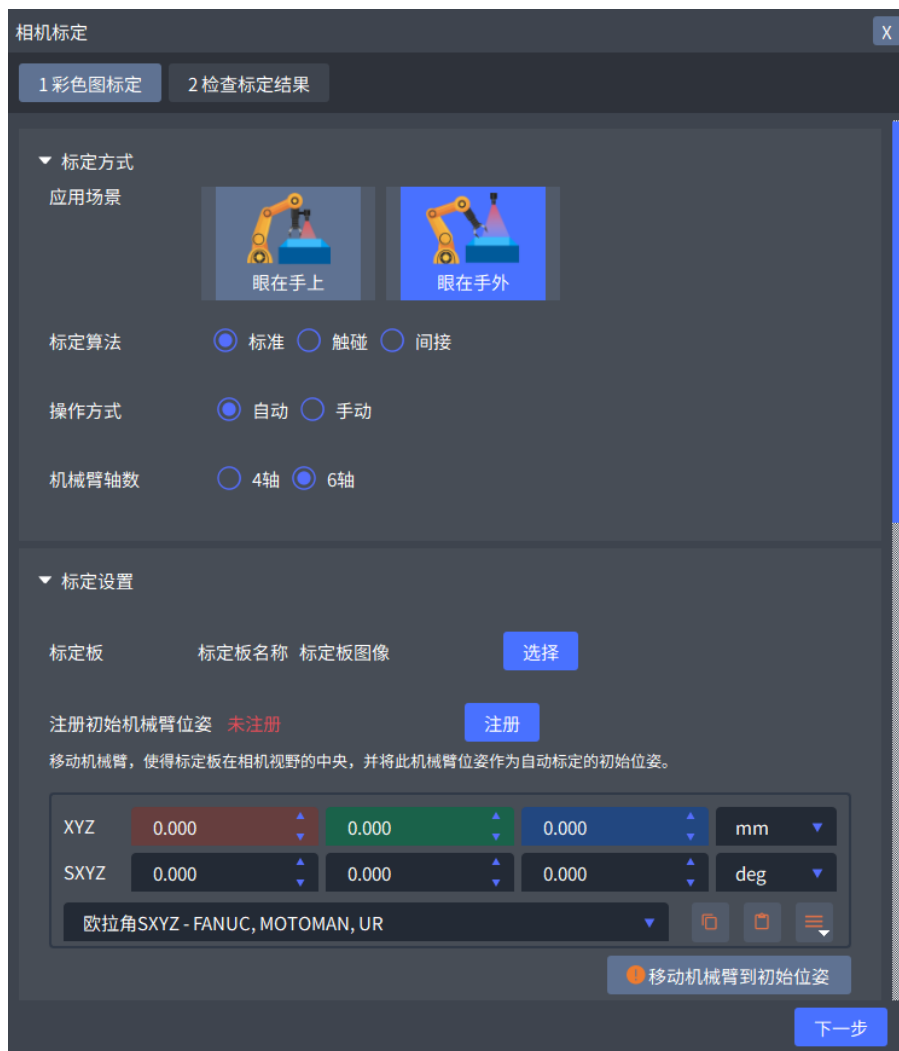 相机标定 X
1彩色图标定 2检查标定结果
标定方式
应用场景
眼在手上 眼在手外
标定算法 标准 触碰 间接
操作方式 自动 手动
机械臂轴数 4轴 6轴
标定设置
标定板 标定板名称 标定板图像 选择
注册初始机械臂位姿 未注册 注册
移动机械臂，使得标定板在相机视野的中央，并将此机械臂位姿作为自动标定的初始位姿。
XYZ 0.000 0.000 0.000 mm
SXYZ 0.000 0.000 0.000 deg
欧拉角SXYZ - FANUC, MOTOMAN, UR
移动机械臂到初始位姿
下一步